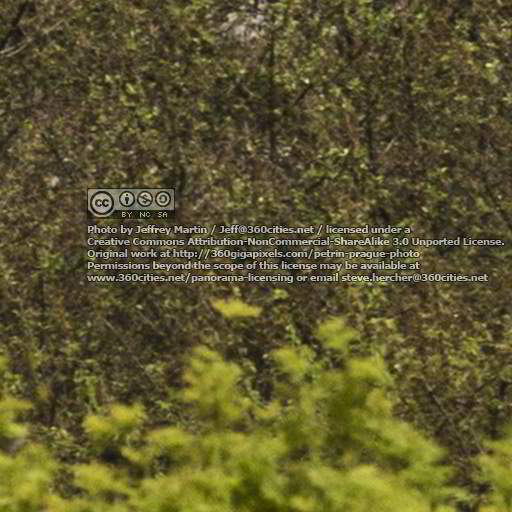 cc BY NC SA
Photo by Jeffrey Martin / Jeff@360cities.net / licensed under a
Creative Commons Attribution-NonCommercial-ShareAlike 3.0 Unported License.
Original work at http://360gigapixels.com/petrin-prague-photo
Permissions beyond the scope of this license may be available at
www.360cities.net/panorama-licensing or email steve.hercher@360cities.net